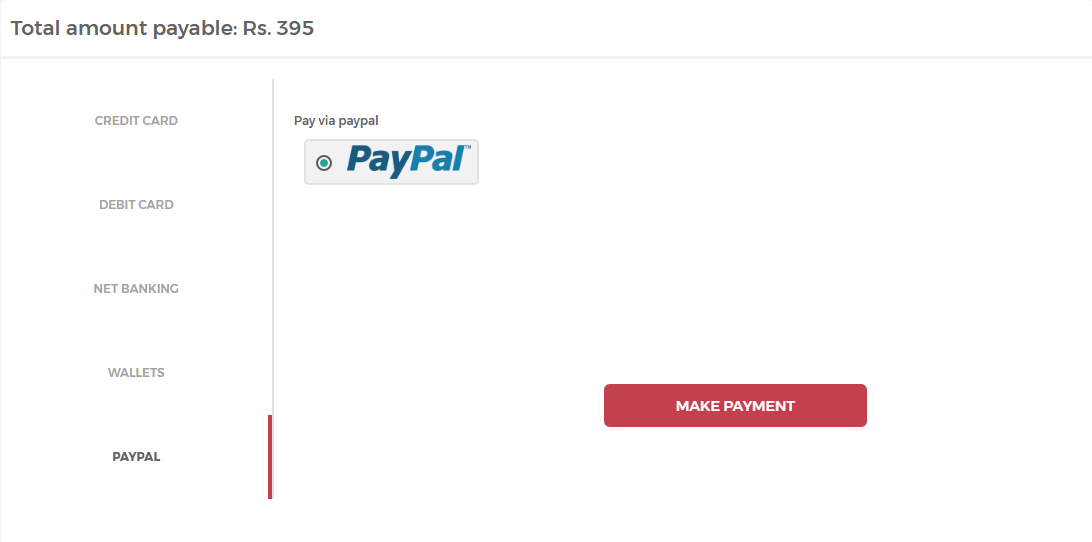 Total amount payable: Rs. 395
CREDIT CARD
DEBIT CARD
NET BANKING
WALLETS
PAYPAL
Pay via paypal
PayPal™
MAKE PAYMENT